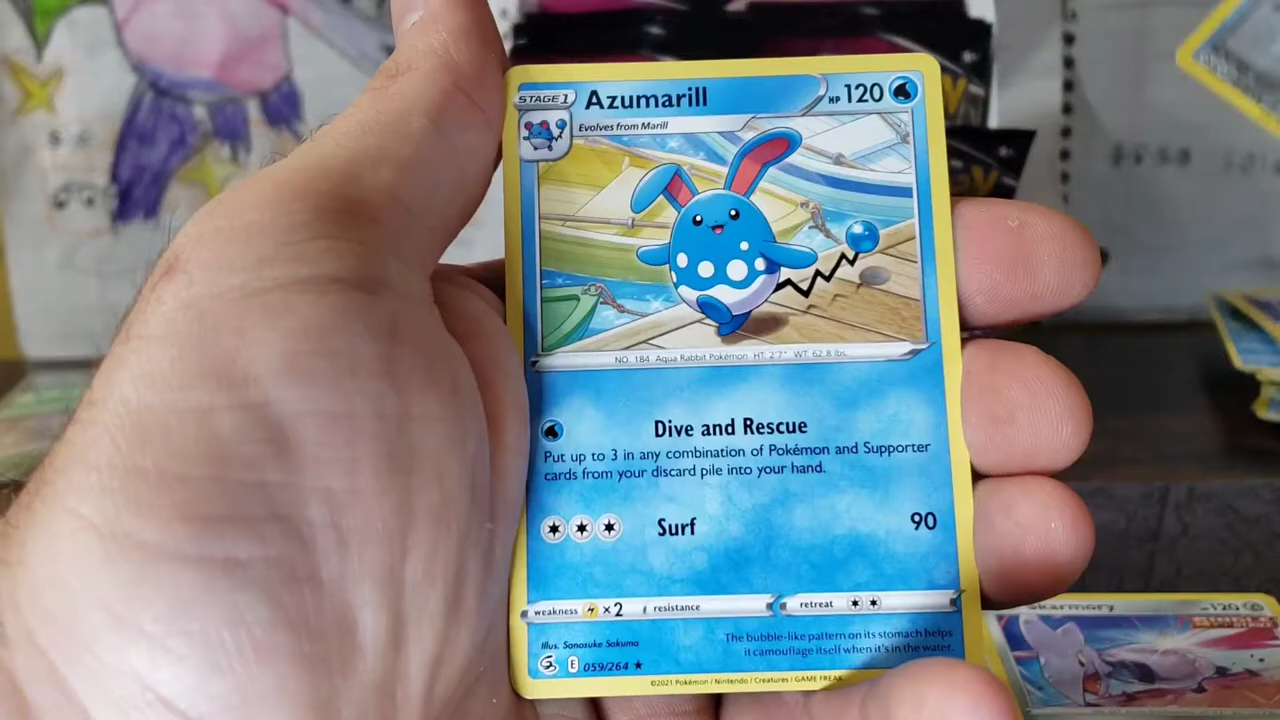 STAGE 1 Azumarill HP 120
Evolves from Marill
NO. 184 Aqua Rabbit Pokémon HT: 2'7" WT: 62.8 lbs.
Dive and Rescue
Put up to 3 in any combination of Pokémon and Supporter
cards from your discard pile into your hand.
Surf 90
weakness ×2 resistance retreat
Illus. Sanosuke Sakuma
The bubble-like pattern on its stomach helps
it camouflage itself when it's in the water.
E 059/264 ★
©2021 Pokémon / Nintendo / Creatures / GAME FREAK
Skarmory 120